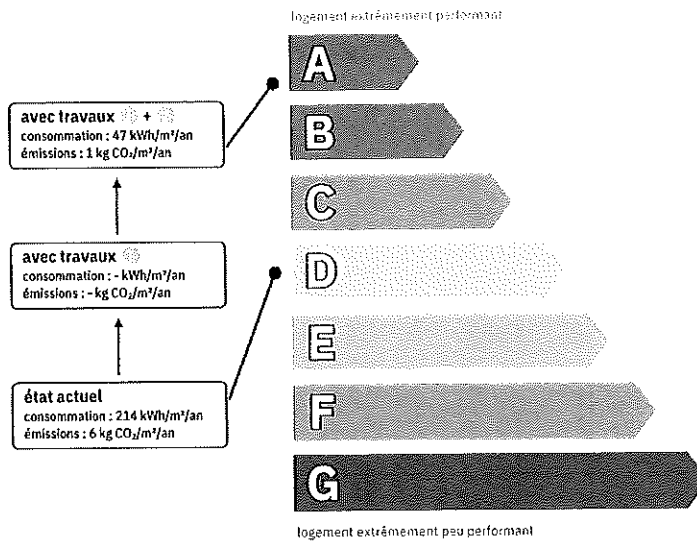 logement extrêmement performant
A
B
C
D
E
F
G
logement extrêmement peu performant
avec travaux +
consommation : 47 kWh/m²/an
émissions : 1 kg CO₂/m²/an
avec travaux
consommation : - kWh/m²/an
émissions : - kg CO₂/m²/an
état actuel
consommation : 214 kWh/m²/an
émissions : 6 kg CO₂/m²/an